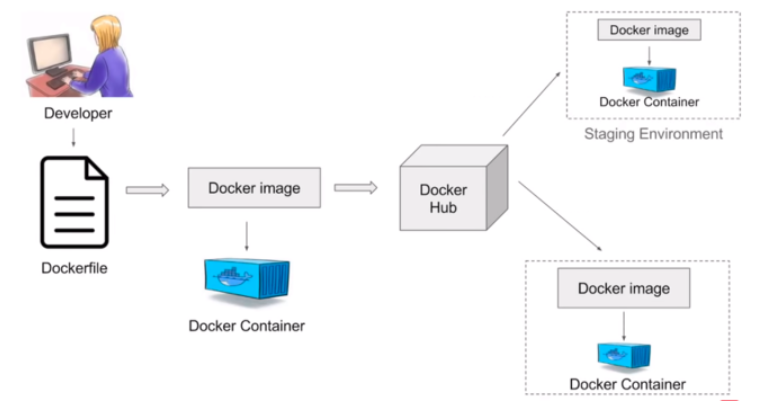 Developer
Dockerfile
Docker image
Docker Container
Docker
Hub
Docker image
Docker Container
Staging Environment
Docker image
Docker Container